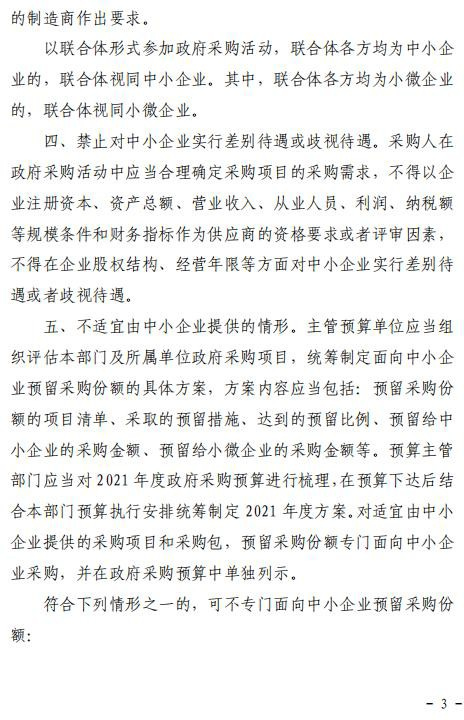 的制造商作出要求。
以联合体形式参加政府采购活动，联合体各方均为中小企
业的，联合体视同中小企业。其中，联合体各方均为小微企业
的，联合体视同小微企业。
四、禁止对中小企业实行差别待遇或歧视待遇。采购人在
政府采购活动中应当合理确定采购项目的采购需求，不得以企
业注册资本、资产总额、营业收入、从业人员、利润、纳税额
等规模条件和财务指标作为供应商的资格要求或者评审因素，
不得在企业股权结构、经营年限等方面对中小企业实行差别待
遇或者歧视待遇。
五、不适宜由中小企业提供的情形。主管预算单位应当组
织评估本部门及所属单位政府采购项目，统筹制定面向中小企
业预留采购份额的具体方案，方案内容应当包括：预留采购份
额的项目清单、采取的预留措施、达到的预留比例、预留给中
小企业的采购金额、预留给小微企业的采购金额等。预算主管
部门应当对 2021 年度政府采购预算进行梳理，在预算下达后结
合本部门预算执行安排统筹制定 2021 年度方案。对适宜由中小
企业提供的采购项目和采购包，预留采购份额专门面向中小企
业采购，并在政府采购预算中单独列示。
符合下列情形之一的，可不专门面向中小企业预留采购份
额：
- 3 -